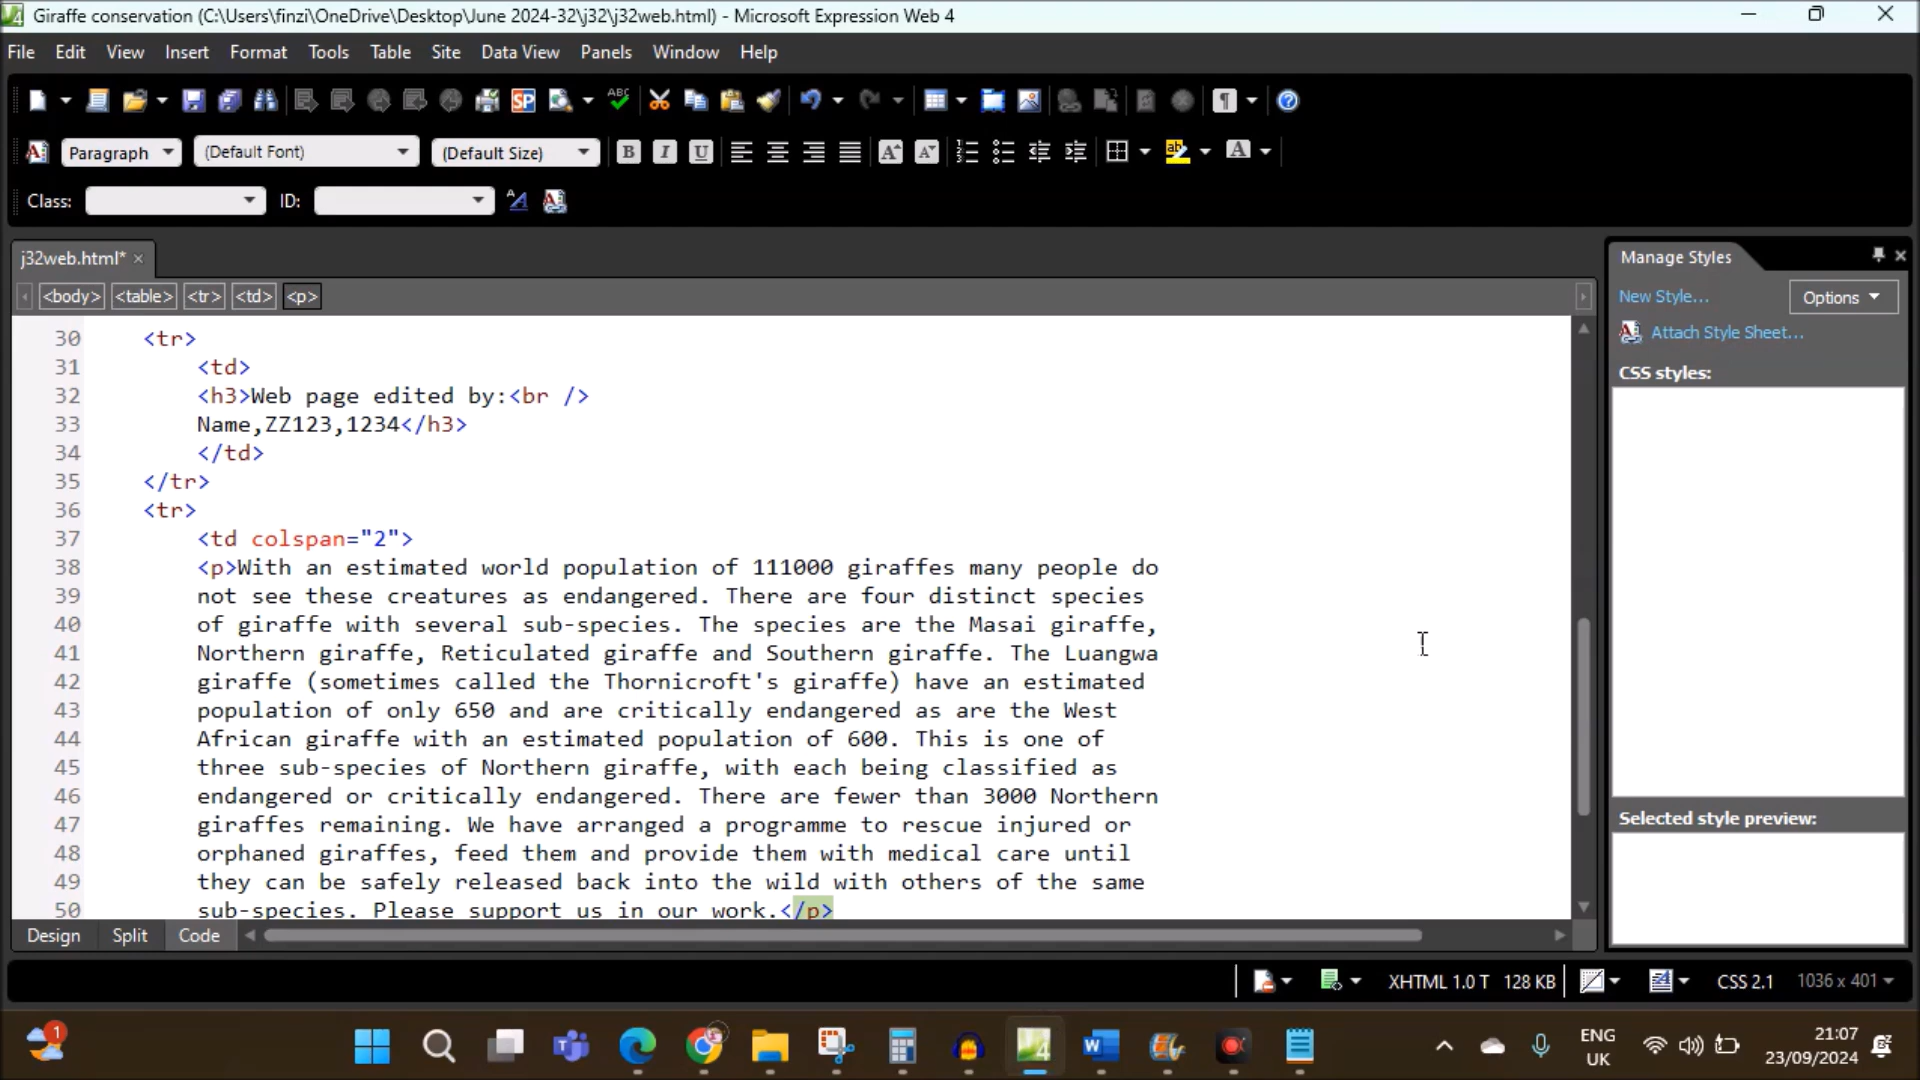 Giraffe conservation (C:\Users\finzi\OneDrive\Desktop\June 2024-32\j32\j32web.html) - Microsoft Expression Web 4
File Edit View Insert Format Tools Table Site Data View Panels Window Help
Paragraph (Default Font) (Default Size)
Class: ID:
j32web.html*
<body> <table> <tr> <td> <p>
30 <tr>
31 <td>
32 <h3>Web page edited by:<br />
33 Name,ZZ123,1234</h3>
34 </td>
35 </tr>
36 <tr>
37 <td colspan="2">
38 <p>With an estimated world population of 111000 giraffes many people do
39 not see these creatures as endangered. There are four distinct species
40 of giraffe with several sub-species. The species are the Masai giraffe,
41 Northern giraffe, Reticulated giraffe and Southern giraffe. The Luangwa
42 giraffe (sometimes called the Thornicroft's giraffe) have an estimated
43 population of only 650 and are critically endangered as are the West
44 African giraffe with an estimated population of 600. This is one of
45 three sub-species of Northern giraffe, with each being classified as
46 endangered or critically endangered. There are fewer than 3000 Northern
47 giraffes remaining. We have arranged a programme to rescue injured or
48 orphaned giraffes, feed them and provide them with medical care until
49 they can be safely released back into the wild with others of the same
50 sub-species. Please support us in our work.</p>
Design Split Code
Manage Styles
New Style...
Options
Attach Style Sheet...
CSS styles:
Selected style preview:
XHTML 1.0 T 128 KB CSS 2.1 1036 x 401
ENG
UK
21:07
23/09/2024